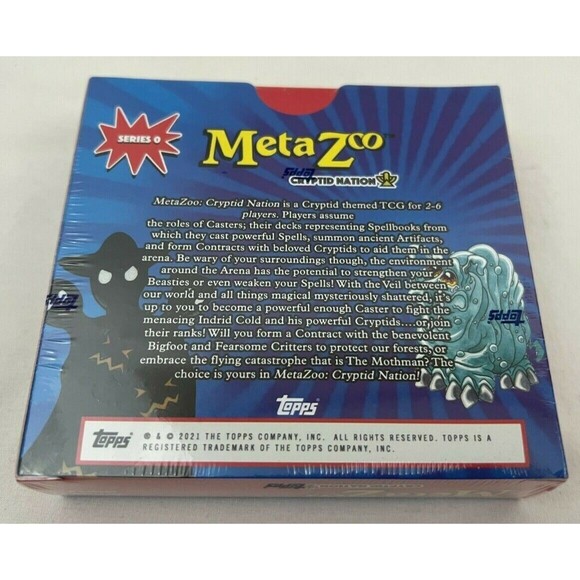 SERIES 0
MetaZoo™
CRYPTID NATION
Topps
MetaZoo: Cryptid Nation is a Cryptid themed TCG for 2-6
players. Players assume
the roles of Casters; their decks representing Spellbooks from
which they cast powerful Spells, summon ancient Artifacts,
and form Contracts with beloved Cryptids to aid them in the
arena. Be wary of your surroundings though, the environment
around the Arena has the potential to strengthen your
Beasties or even weaken your Spells! With the Veil between
our world and all things magical mysteriously shattered, it's
up to you to become a powerful enough Caster to fight the
menacing Indrid Cold and his powerful Cryptids....or join
their ranks! Will you form a Contract with the benevolent
Bigfoot and Fearsome Critters to protect our forests, or
embrace the flying catastrophe that is The Mothman? The
choice is yours in MetaZoo: Cryptid Nation!
Topps
Topps
Topps
Topps
® & © 2021 THE TOPPS COMPANY, INC. ALL RIGHTS RESERVED. TOPPS IS A
REGISTERED TRADEMARK OF THE TOPPS COMPANY, INC.
Topps
CRYPTID NATION
MetaZoo